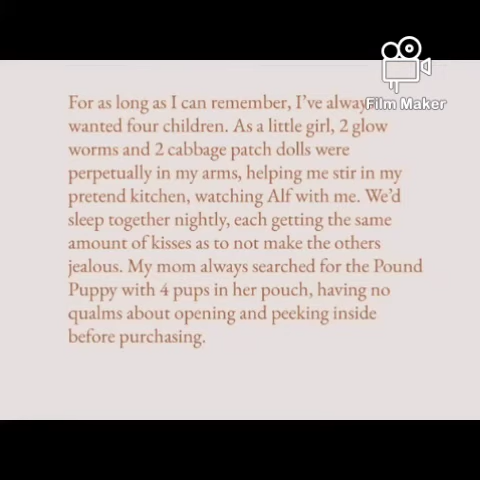 For as long as I can remember, I've always
wanted four children. As a little girl, 2 glow
worms and 2 cabbage patch dolls were
perpetually in my arms, helping me stir in my
pretend kitchen, watching Alf with me. We'd
sleep together nightly, each getting the same
amount of kisses as to not make the others
jealous. My mom always searched for the Pound
Puppy with 4 pups in her pouch, having no
qualms about opening and peeking inside
before purchasing.
Film Maker